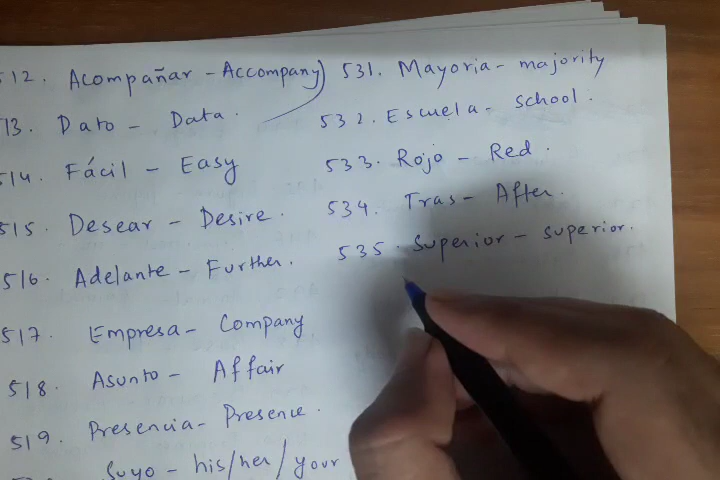 512. Acompañar - Accompany
513. Dato - Data.
514. Fácil - Easy
515. Desear - Desire.
516. Adelante - Further.
517. Empresa - Company
518. Asunto - Affair
519. Presencia - Presence.
Suyo - his/her/your
531. Mayoria - majority
532. Escuela - school.
533. Rojo - Red.
534. Tras - After.
535. Superior - superior.